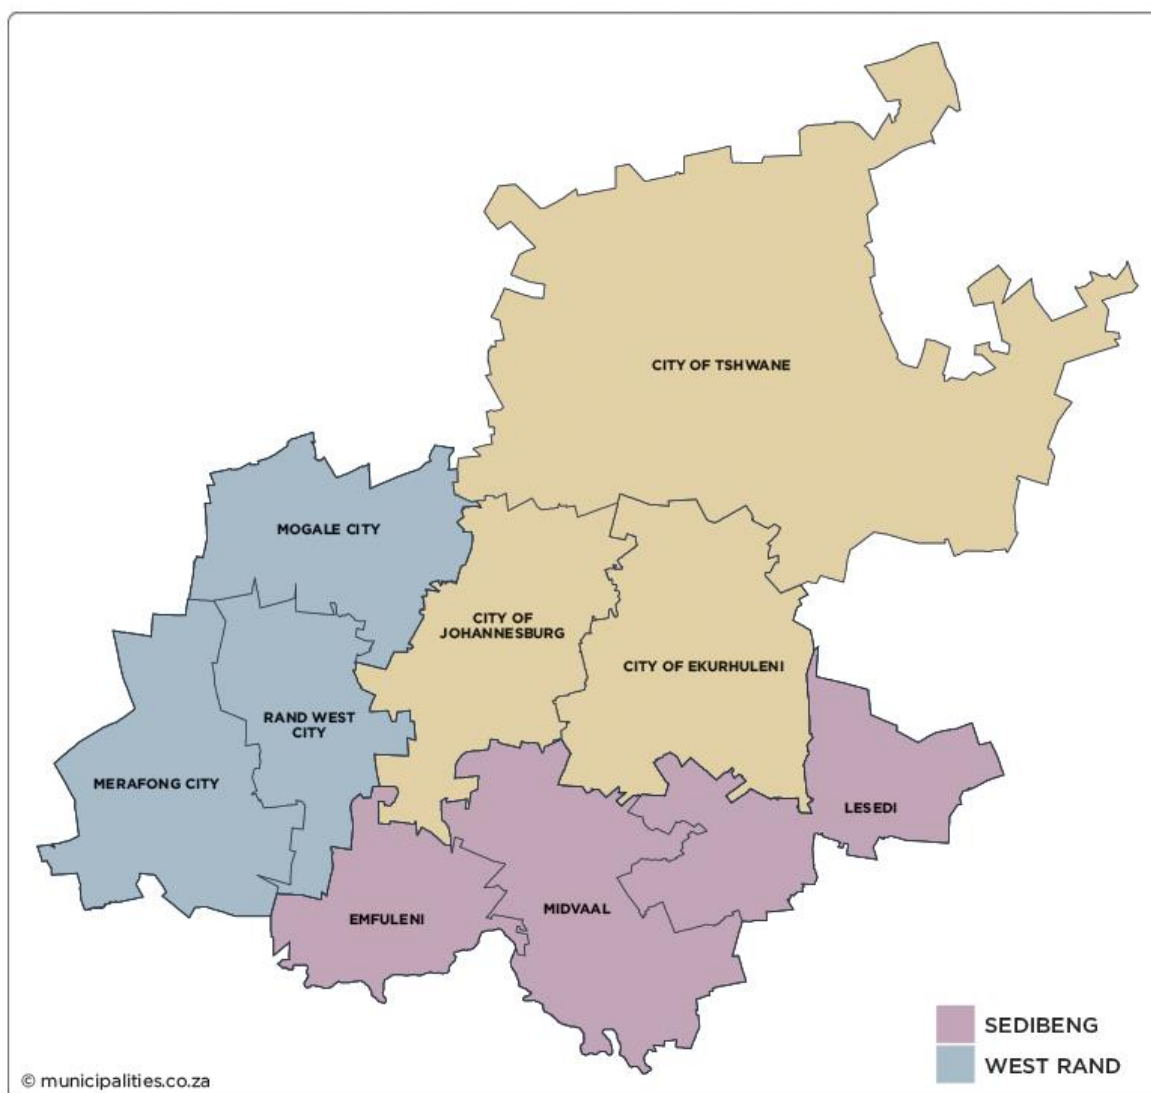 CITY OF TSHWANE
MOGALE CITY
CITY OF
JOHANNESBURG
CITY OF EKURHULENI
RAND WEST
CITY
MERAFONG CITY
LESEDI
EMFULENI
MIDVAAL
SEDIBENG
WEST RAND
© municipalities.co.za